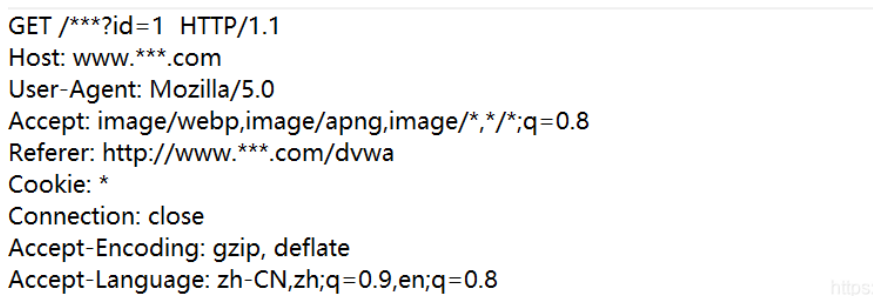 GET /***?id=1  HTTP/1.1
Host: www.***.com
User-Agent: Mozilla/5.0
Accept: image/webp,image/apng,image/*,*/*;q=0.8
Referer: http://www.***.com/dvwa
Cookie: *
Connection: close
Accept-Encoding: gzip, deflate
Accept-Language: zh-CN,zh;q=0.9,en;q=0.8
https: